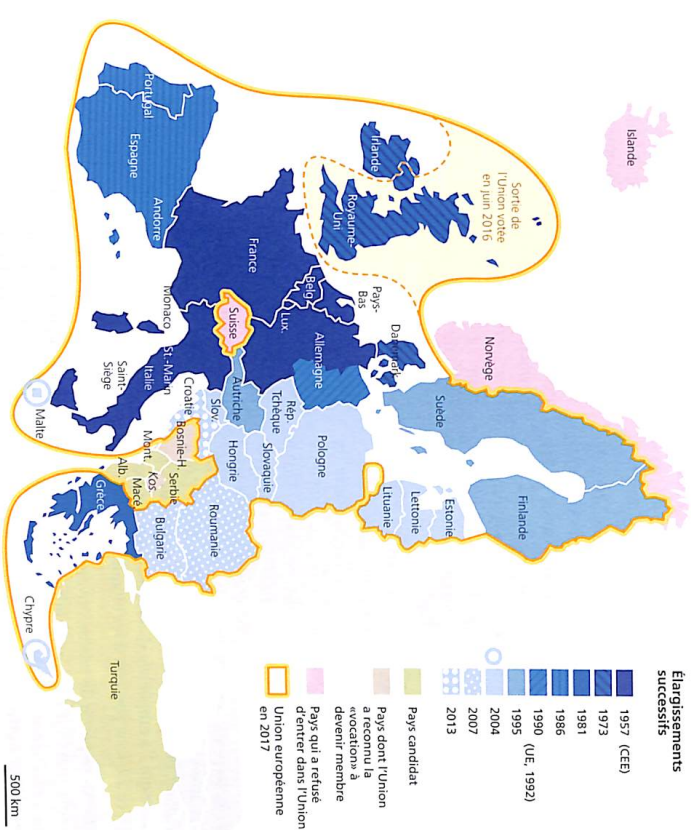 Élargissements
successifs
1957 (CEE)
1973
1981
1986
1990 (UE, 1992)
1995
2004
2007
2013
Pays candidat
Pays dont l'Union
a reconnu la
«vocation» à
devenir membre
Pays qui a refusé
d'entrer dans l'Union
Union européenne
en 2017
500 km
Islande
Sortie de
l'Union votée
en juin 2016
Irlande
Royaume-
Uni
Norvège
Suède
Finlande
Estonie
Lettonie
Lituanie
Danemark
Pays-
Bas
Belg.
Lux.
Allemagne
Pologne
France
Suisse
Autriche
Rép.
Tchèque
Slovaquie
Hongrie
Roumanie
Slov.
Croatie
Bosnie-H.
Serbie
Mont.
Kos.
Bulgarie
Macé.
Alb.
Portugal
Espagne
Andorre
Monaco
St.-Marin
Italie
Saint-
Siège
Malte
Grèce
Turquie
Chypre